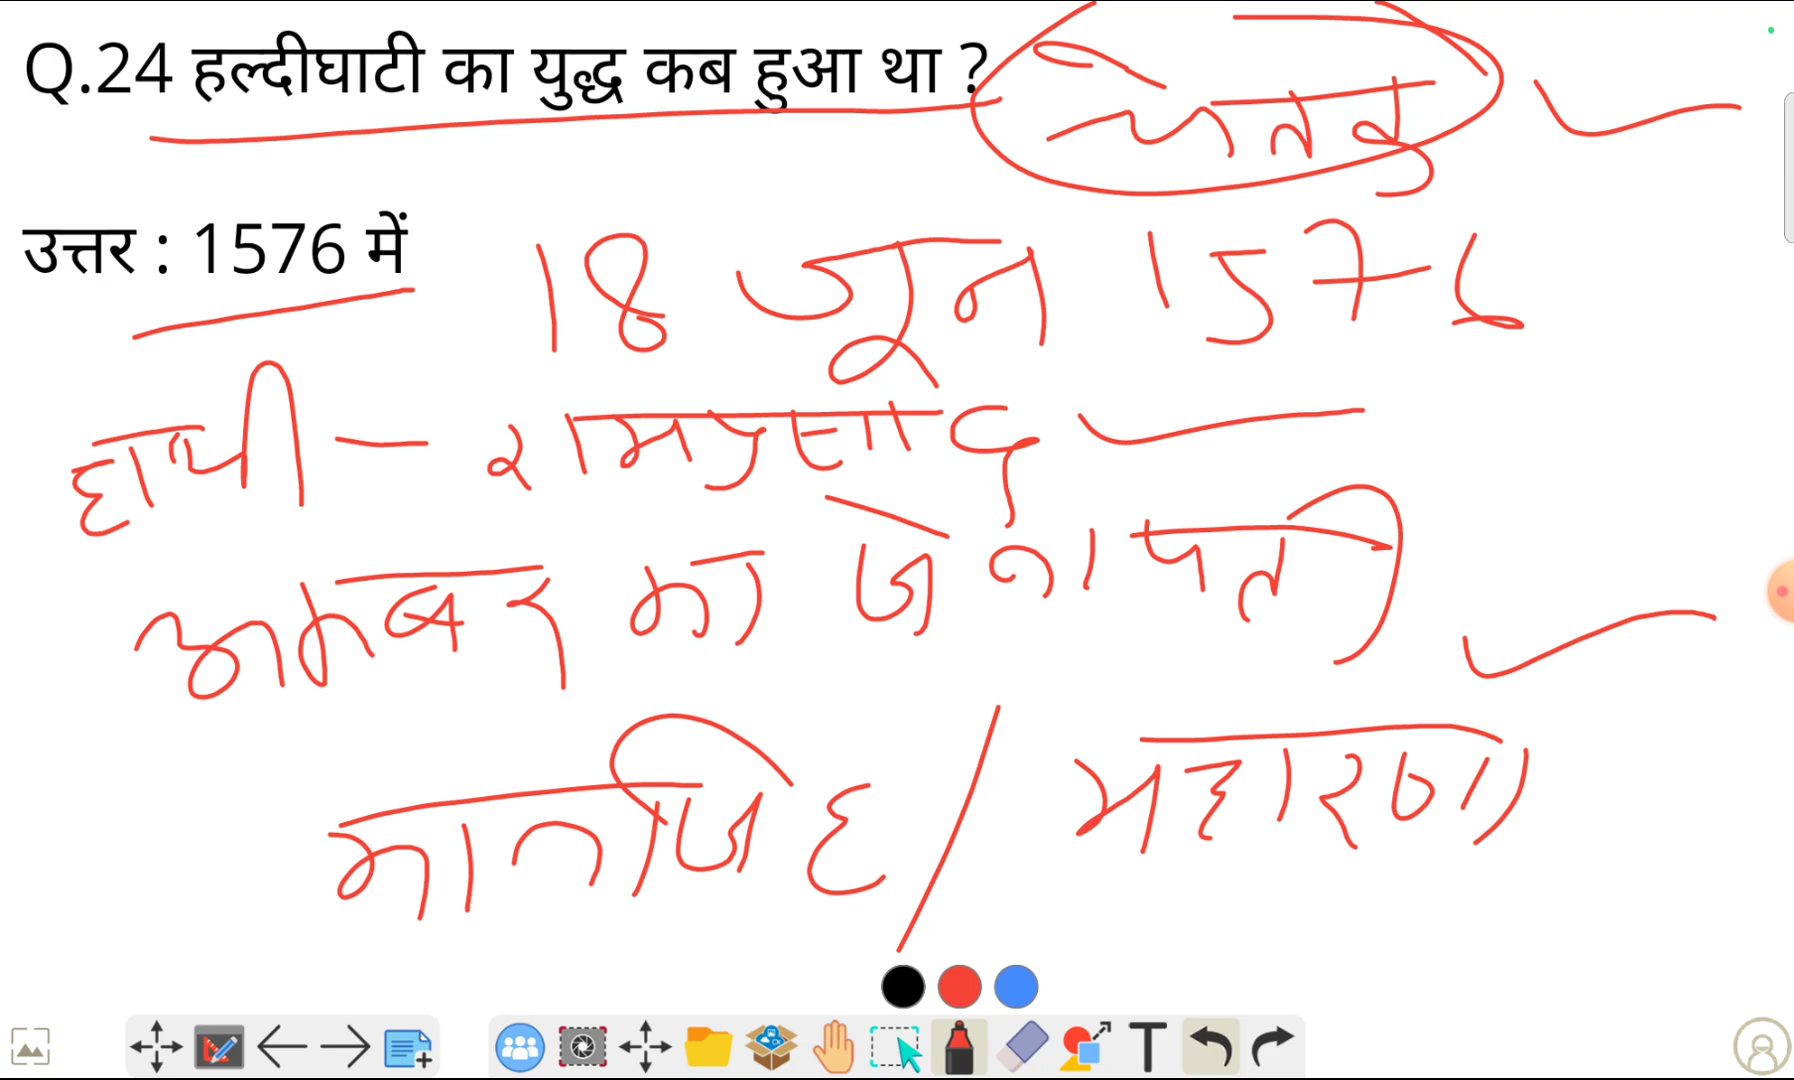 Q.24 हल्दीघाटी का युद्ध कब हुआ था ?
चेतक
उत्तर : 1576 में
18 जून 1576
हाथी - रामप्रसाद
अकबर का सेनापती
मानसिंह / महाराणा
T